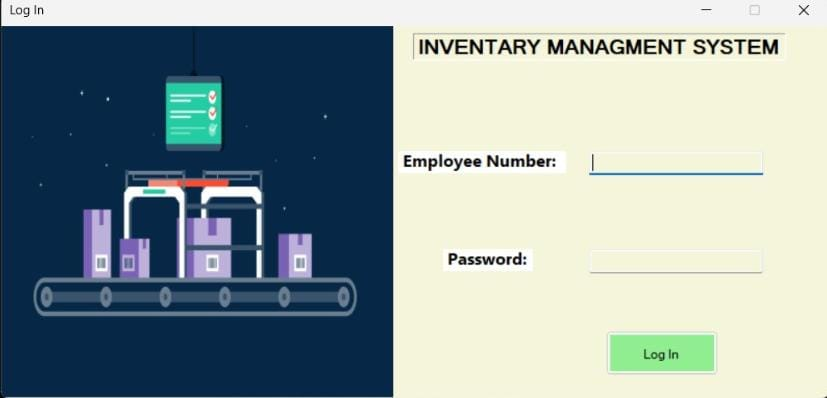 Log In
INVENTARY MANAGMENT SYSTEM
Employee Number:
Password:
Log In